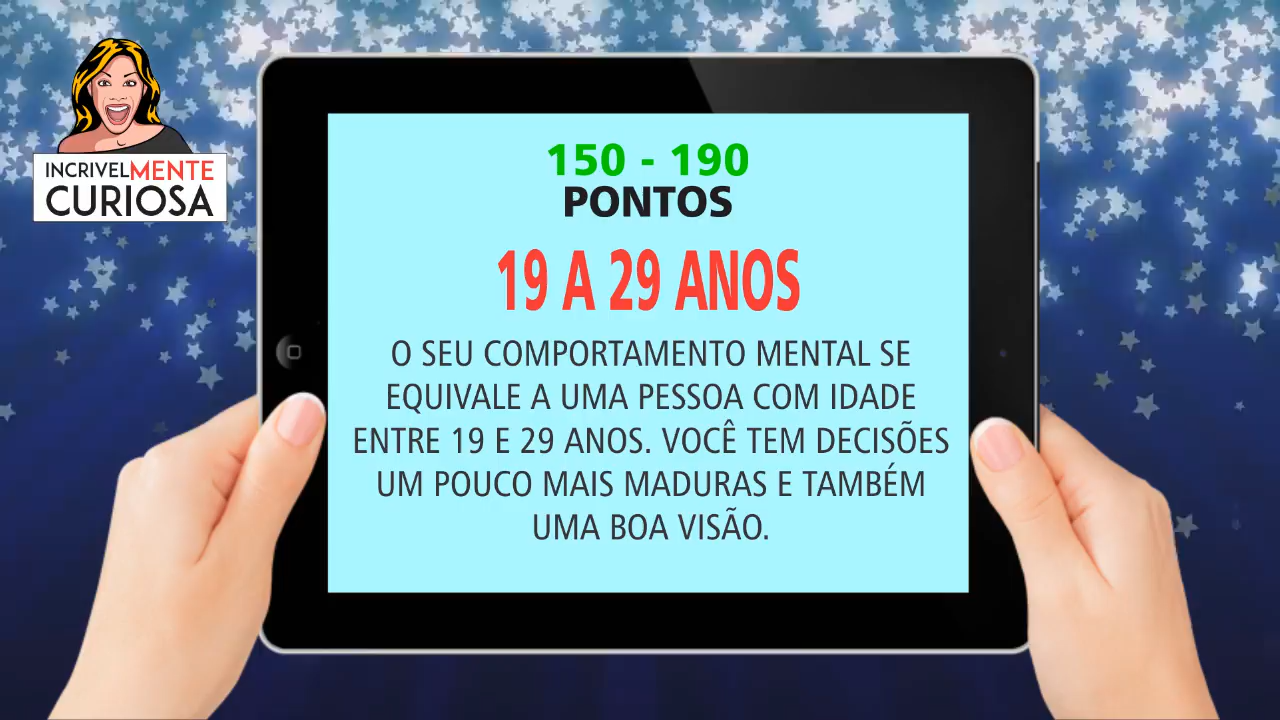 INCRIVELMENTE
CURIOSA
150 - 190
PONTOS
19 A 29 ANOS
O SEU COMPORTAMENTO MENTAL SE
EQUIVALE A UMA PESSOA COM IDADE
ENTRE 19 E 29 ANOS. VOCÊ TEM DECISÕES
UM POUCO MAIS MADURAS E TAMBÉM
UMA BOA VISÃO.